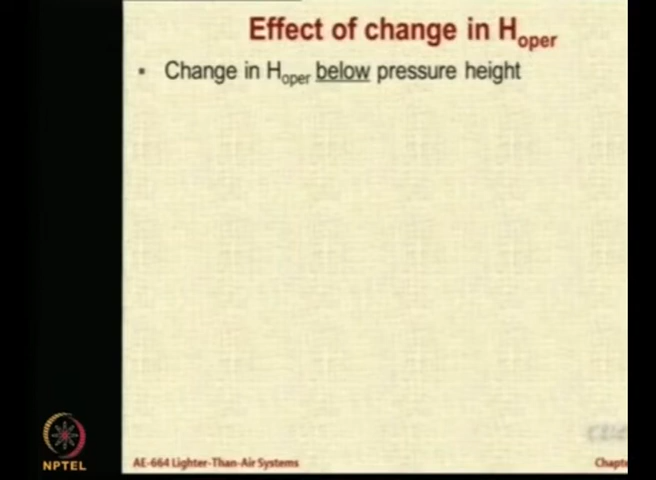 Effect of change in Hoper
▪ Change in Hoper below pressure height
NPTEL
AE-664 Lighter-Than-Air Systems